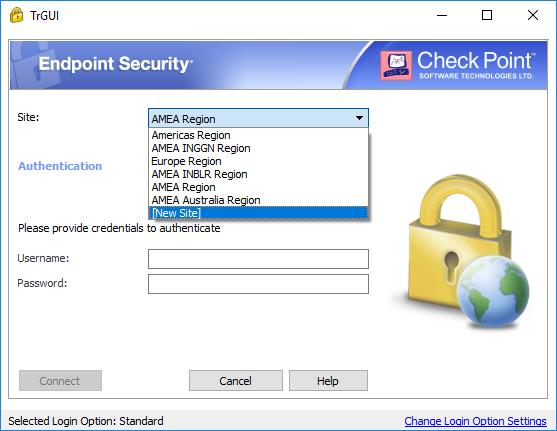 TrGUI
Endpoint Security
Check Point™
SOFTWARE TECHNOLOGIES LTD.
Site:
AMEA Region
Americas Region
AMEA INGGN Region
Europe Region
AMEA INBLR Region
AMEA Region
AMEA Australia Region
[New Site]
Authentication
Please provide credentials to authenticate
Username:
Password:
Connect
Cancel
Help
Selected Login Option: Standard
Change Login Option Settings